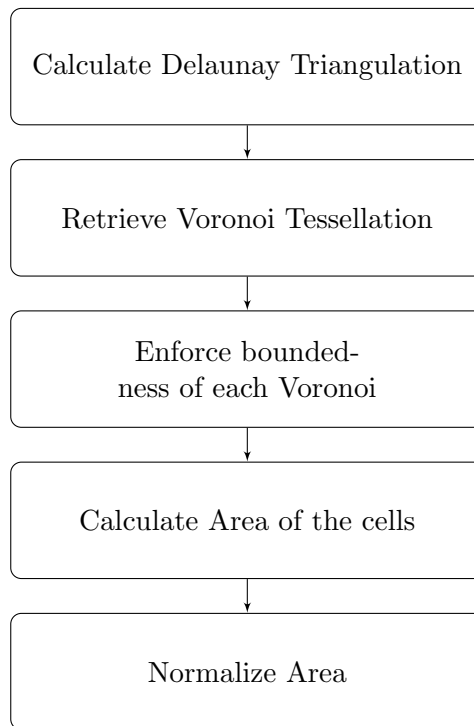 Calculate Delaunay Triangulation
Retrieve Voronoi Tessellation
Enforce bounded-
ness of each Voronoi
Calculate Area of the cells
Normalize Area